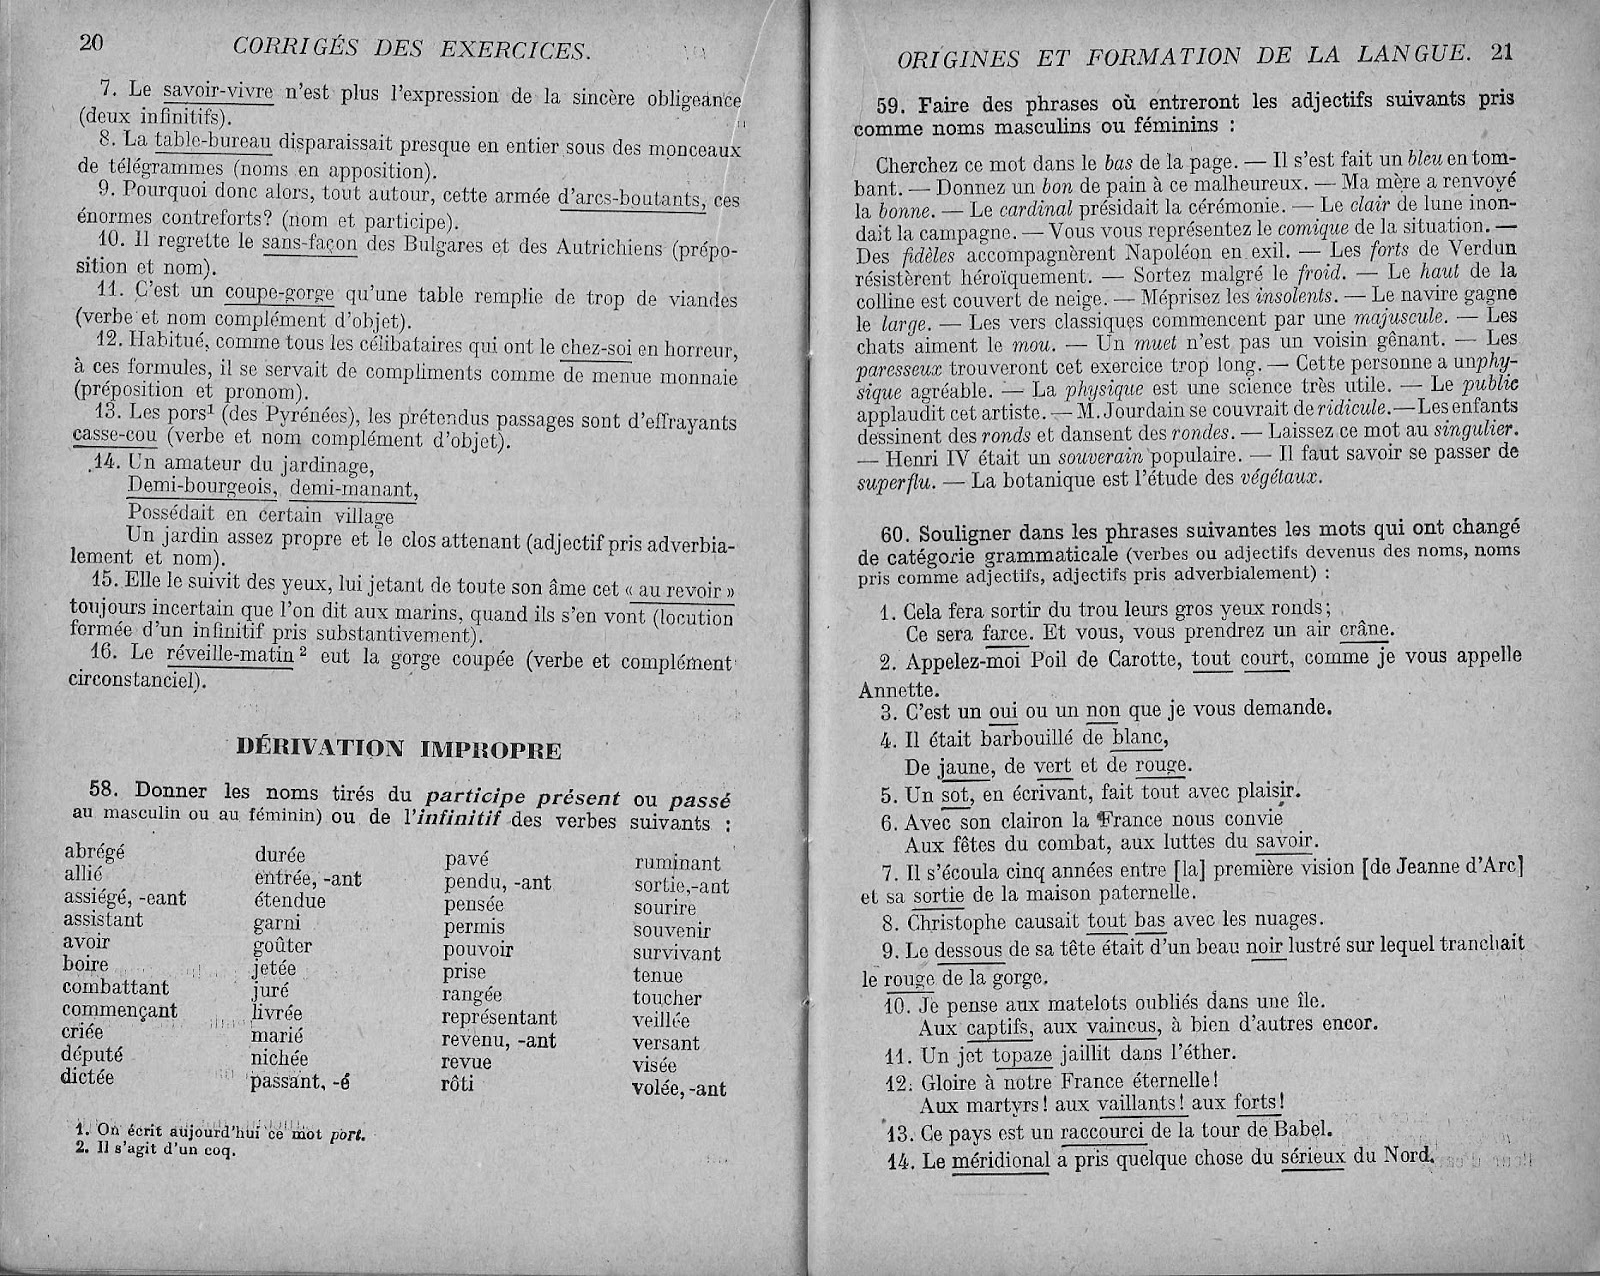 20 CORRIGÉS DES EXERCICES.
7. Le savoir-vivre n'est plus l'expression de la sincère obligeance
(deux infinitifs).
8. La table-bureau disparaissait presque en entier sous des monceaux
de télégrammes (noms en apposition).
9. Pourquoi donc alors, tout autour, cette armée d'arcs-boutants, ces
énormes contreforts? (nom et participe).
10. Il regrette le sans-façon des Bulgares et des Autrichiens (prépo-
sition et nom).
11. C'est un coupe-gorge qu'une table remplie de trop de viandes
(verbe et nom complément d'objet).
12. Habitué, comme tous les célibataires qui ont le chez-soi en horreur,
à ces formules, il se servait de compliments comme de menue monnaie
(préposition et pronom).
13. Les pors¹ (des Pyrénées), les prétendus passages sont d'effrayants
casse-cou (verbe et nom complément d'objet).
14. Un amateur du jardinage,
Demi-bourgeois, demi-manant,
Possédait en certain village
Un jardin assez propre et le clos attenant (adjectif pris adverbia-
lement et nom).
15. Elle le suivit des yeux, lui jetant de toute son âme cet « au revoir »
toujours incertain que l'on dit aux marins, quand ils s'en vont (locution
formée d'un infinitif pris substantivement).
16. Le réveille-matin² eut la gorge coupée (verbe et complément
circonstanciel).
DÉRIVATION IMPROPRE
58. Donner les noms tirés du participe présent ou passé
au masculin ou au féminin) ou de l'infinitif des verbes suivants :
abrégé
allié
assiégé, -eant
assistant
avoir
boire
combattant
commençant
criée
député
dictée
durée
entrée, -ant
étendue
garni
goûter
jetée
juré
livrée
marié
nichée
passant, -é
pavé
pendu, -ant
pensée
permis
pouvoir
prise
rangée
représentant
revenu, -ant
revue
rôti
ruminant
sortie, -ant
sourire
souvenir
survivant
tenue
toucher
veillée
versant
visée
volée, -ant
1. On écrit aujourd'hui ce mot port.
2. Il s'agit d'un coq.
ORIGINES ET FORMATION DE LA LANGUE. 21
59. Faire des phrases où entreront les adjectifs suivants pris
comme noms masculins ou féminins :
Cherchez ce mot dans le bas de la page. — Il s'est fait un bleu en tom-
bant. — Donnez un bon de pain à ce malheureux. — Ma mère a renvoyé
la bonne. — Le cardinal présidait la cérémonie. — Le clair de lune inon-
dait la campagne. — Vous vous représentez le comique de la situation. —
Des fidèles accompagnèrent Napoléon en exil. — Les forts de Verdun
résistèrent héroïquement. — Sortez malgré le froid. — Le haut de la
colline est couvert de neige. — Méprisez les insolents. — Le navire gagne
le large. — Les vers classiques commencent par une majuscule. — Les
chats aiment le mou. — Un muet n'est pas un voisin gênant. — Les
paresseux trouveront cet exercice trop long. — Cette personne a un phy-
sique agréable. — La physique est une science très utile. — Le public
applaudit cet artiste. — M. Jourdain se couvrait de ridicule. — Les enfants
dessinent des ronds et dansent des rondes. — Laissez ce mot au singulier.
— Henri IV était un souverain populaire. — Il faut savoir se passer de
superflu. — La botanique est l'étude des végétaux.
60. Souligner dans les phrases suivantes les mots qui ont changé
de catégorie grammaticale (verbes ou adjectifs devenus des noms, noms
pris comme adjectifs, adjectifs pris adverbialement) :
1. Cela fera sortir du trou leurs gros yeux ronds;
Ce sera farce. Et vous, vous prendrez un air crâne.
2. Appelez-moi Poil de Carotte, tout court, comme je vous appelle
Annette.
3. C'est un oui ou un non que je vous demande.
4. Il était barbouillé de blanc,
De jaune, de vert et de rouge.
5. Un sot, en écrivant, fait tout avec plaisir.
6. Avec son clairon la France nous convie
Aux fêtes du combat, aux luttes du savoir.
7. Il s'écoula cinq années entre [la] première vision [de Jeanne d'Arc]
et sa sortie de la maison paternelle.
8. Christophe causait tout bas avec les nuages.
9. Le dessous de sa tête était d'un beau noir lustré sur lequel tranchait
le rouge de la gorge.
10. Je pense aux matelots oubliés dans une île.
Aux captifs, aux vaincus, à bien d'autres encor.
11. Un jet topaze jaillit dans l'éther.
12. Gloire à notre France éternelle!
Aux martyrs! aux vaillants! aux forts!
13. Ce pays est un raccourci de la tour de Babel.
14. Le méridional a pris quelque chose du sérieux du Nord.